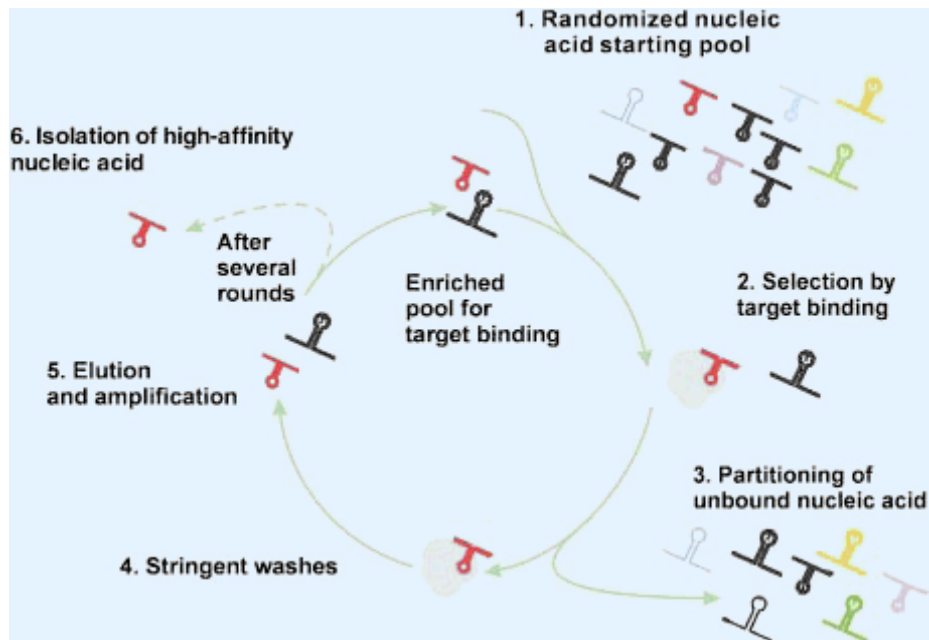 1. Randomized nucleic
acid starting pool
6. Isolation of high-affinity
nucleic acid
After
several
rounds
Enriched
pool for
target binding
2. Selection by
target binding
5. Elution
and amplification
3. Partitioning of
unbound nucleic acid
4. Stringent washes